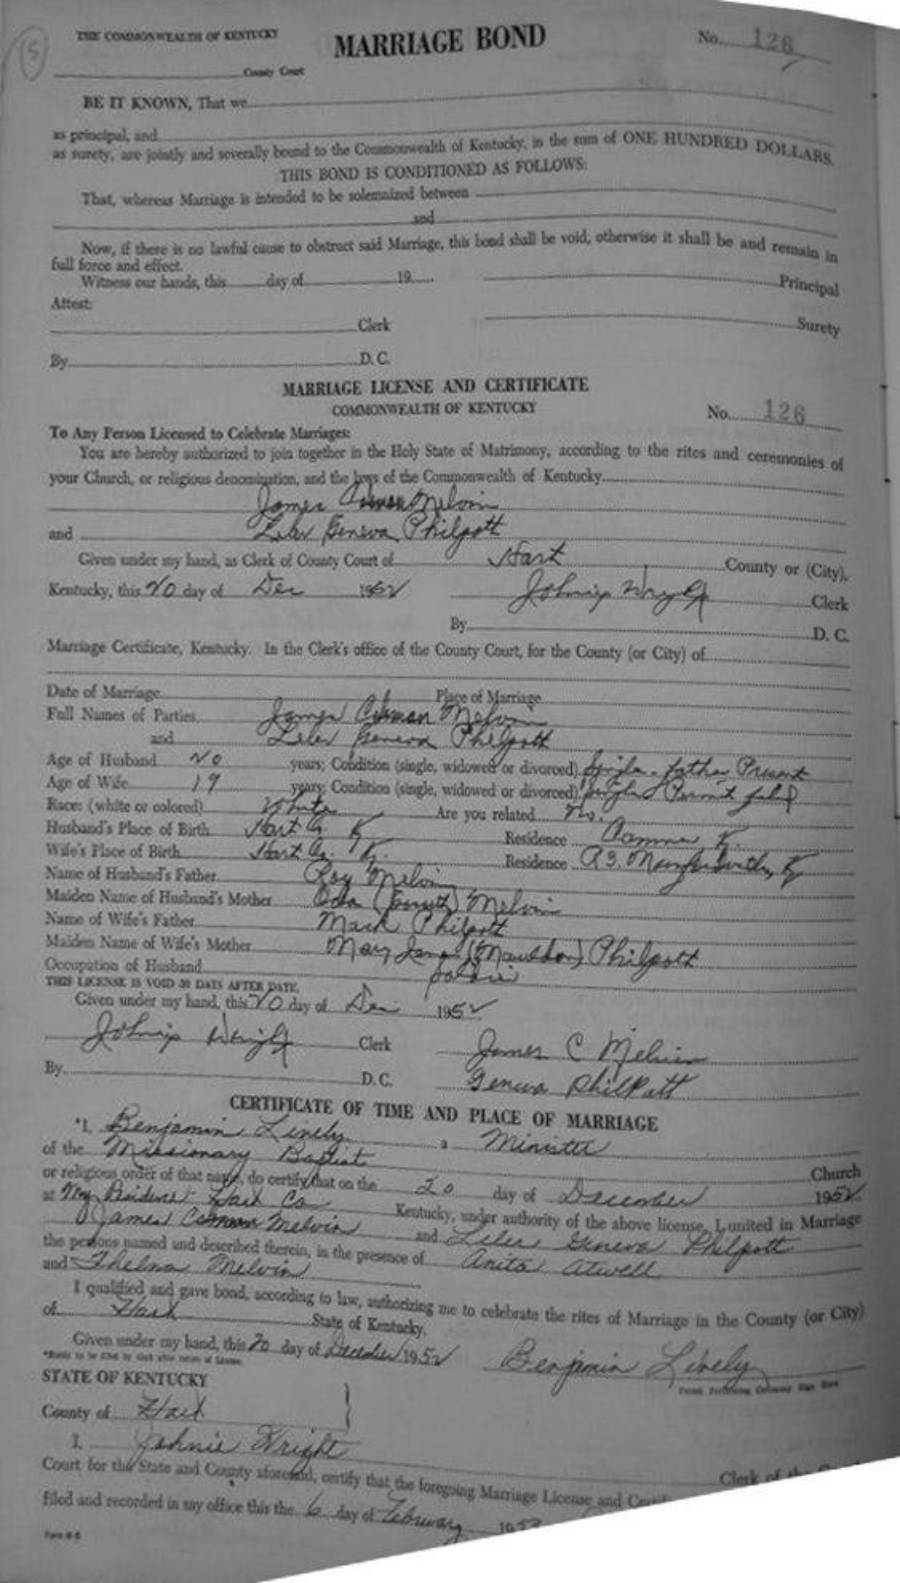 (5)
THE COMMONWEALTH OF KENTUCKY
MARRIAGE BOND
No. 126
County Court
BE IT KNOWN, That we
as principal, and
as surety, are jointly and severally bound to the Commonwealth of Kentucky, in the sum of ONE HUNDRED DOLLARS.
THIS BOND IS CONDITIONED AS FOLLOWS:
That, whereas Marriage is intended to be solemnized between
and
Now, if there is no lawful cause to obstruct said Marriage, this bond shall be void, otherwise it shall be and remain in
full force and effect.
Witness our hands, this day of 19
Principal
Attest:
Clerk
Surety
By D. C.
MARRIAGE LICENSE AND CERTIFICATE
COMMONWEALTH OF KENTUCKY
No. 126
To Any Person Licensed to Celebrate Marriages:
You are hereby authorized to join together in the Holy State of Matrimony, according to the rites and ceremonies of
your Church, or religious denomination, and the laws of the Commonwealth of Kentucky
James Melvin
and Geneva Philpott
Given under my hand, as Clerk of County Court of Hart County or (City),
Kentucky, this 20 day of Dec 1952 Clerk
By D. C.
Marriage Certificate, Kentucky. In the Clerk's office of the County Court, for the County (or City) of
Date of Marriage Place of Marriage
Full Names of Parties James Melvin
and Geneva Philpott
Age of Husband 20 years; Condition (single, widowed or divorced) Single - father Present
Age of Wife 19 years; Condition (single, widowed or divorced) Single Permit filed
Race: (white or colored) White Are you related No.
Husband's Place of Birth Hart Co. Ky Residence Ky.
Wife's Place of Birth Hart Co. Ky. Residence R3. Ky
Name of Husband's Father Roy Melvin
Maiden Name of Husband's Mother Melvin
Name of Wife's Father Mack Philpott
Maiden Name of Wife's Mother Mary Philpott
Occupation of Husband Soldier
THIS LICENSE IS VOID 30 DAYS AFTER DATE.
Given under my hand, this 20 day of Dec 1952
Clerk James C Melvin
By D. C. Geneva Philpott
CERTIFICATE OF TIME AND PLACE OF MARRIAGE
*I, Benjamin Lively a Minister
of the Missionary Baptist Church
or religious order of that name, do certify that on the 20 day of December 1952
at My Residence Hart Co Kentucky, under authority of the above license, I united in Marriage
James Melvin and Geneva Philpott
the persons named and described therein, in the presence of Anita Atwell
and Thelma Melvin
I qualified and gave bond, according to law, authorizing me to celebrate the rites of Marriage in the County (or City)
of Hart State of Kentucky.
Given under my hand, this 20 day of December 1952 Benjamin Lively
STATE OF KENTUCKY
County of Hart
I, Johnie Wright
Clerk of the
Court for the State and County aforesaid, certify that the foregoing Marriage License and
filed and recorded in my office this the 6 day of February 1953